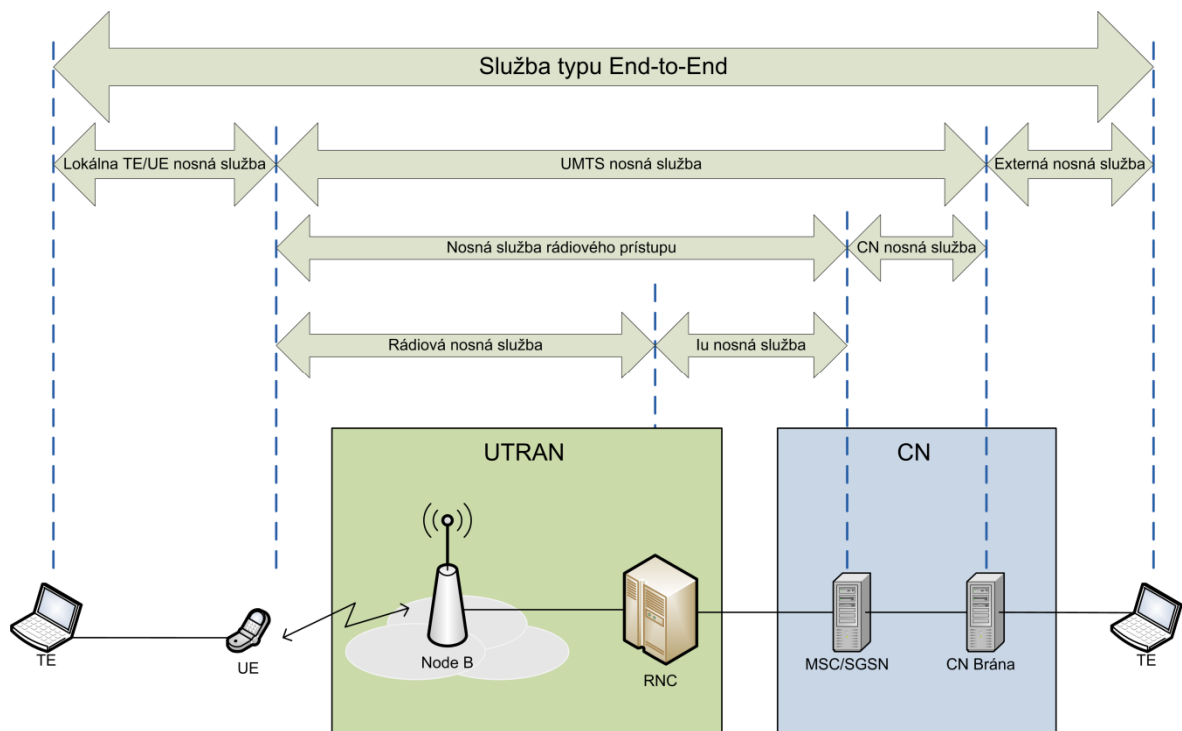 Služba typu End-to-End
Lokálna TE/UE nosná služba
UMTS nosná služba
Externá nosná služba
Nosná služba rádiového prístupu
CN nosná služba
Rádiová nosná služba
Iu nosná služba
UTRAN
CN
TE
UE
Node B
RNC
MSC/SGSN
CN Brána
TE